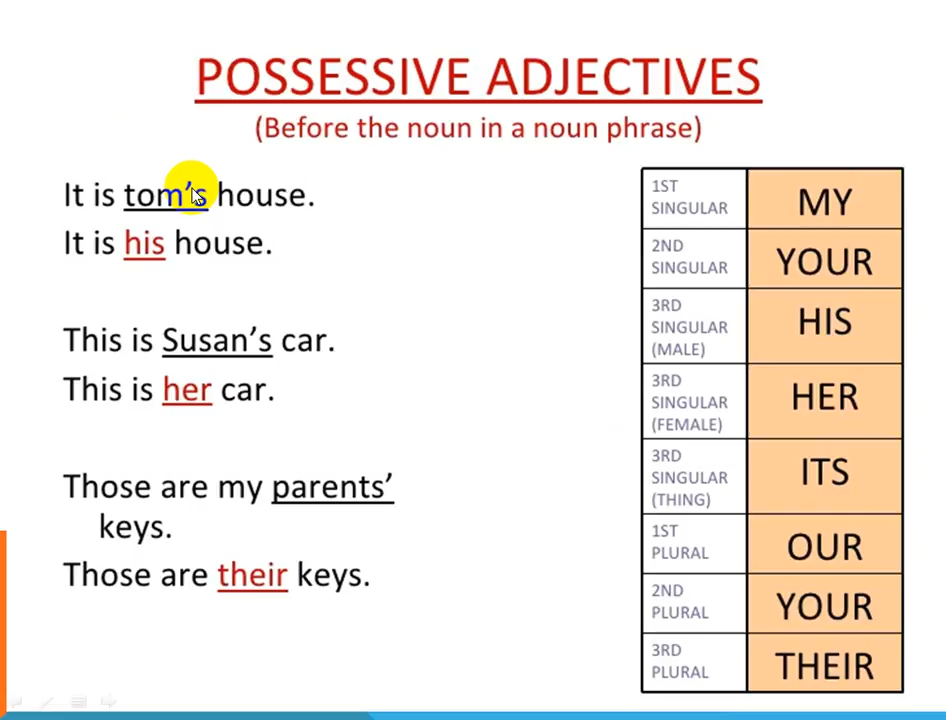 POSSESSIVE ADJECTIVES
(Before the noun in a noun phrase)
It is tom’s house.
It is his house.
This is Susan’s car.
This is her car.
Those are my parents’
keys.
Those are their keys.
1ST
SINGULAR
MY
2ND
SINGULAR
YOUR
3RD
SINGULAR
(MALE)
HIS
3RD
SINGULAR
(FEMALE)
HER
3RD
SINGULAR
(THING)
ITS
1ST
PLURAL
OUR
2ND
PLURAL
YOUR
3RD
PLURAL
THEIR